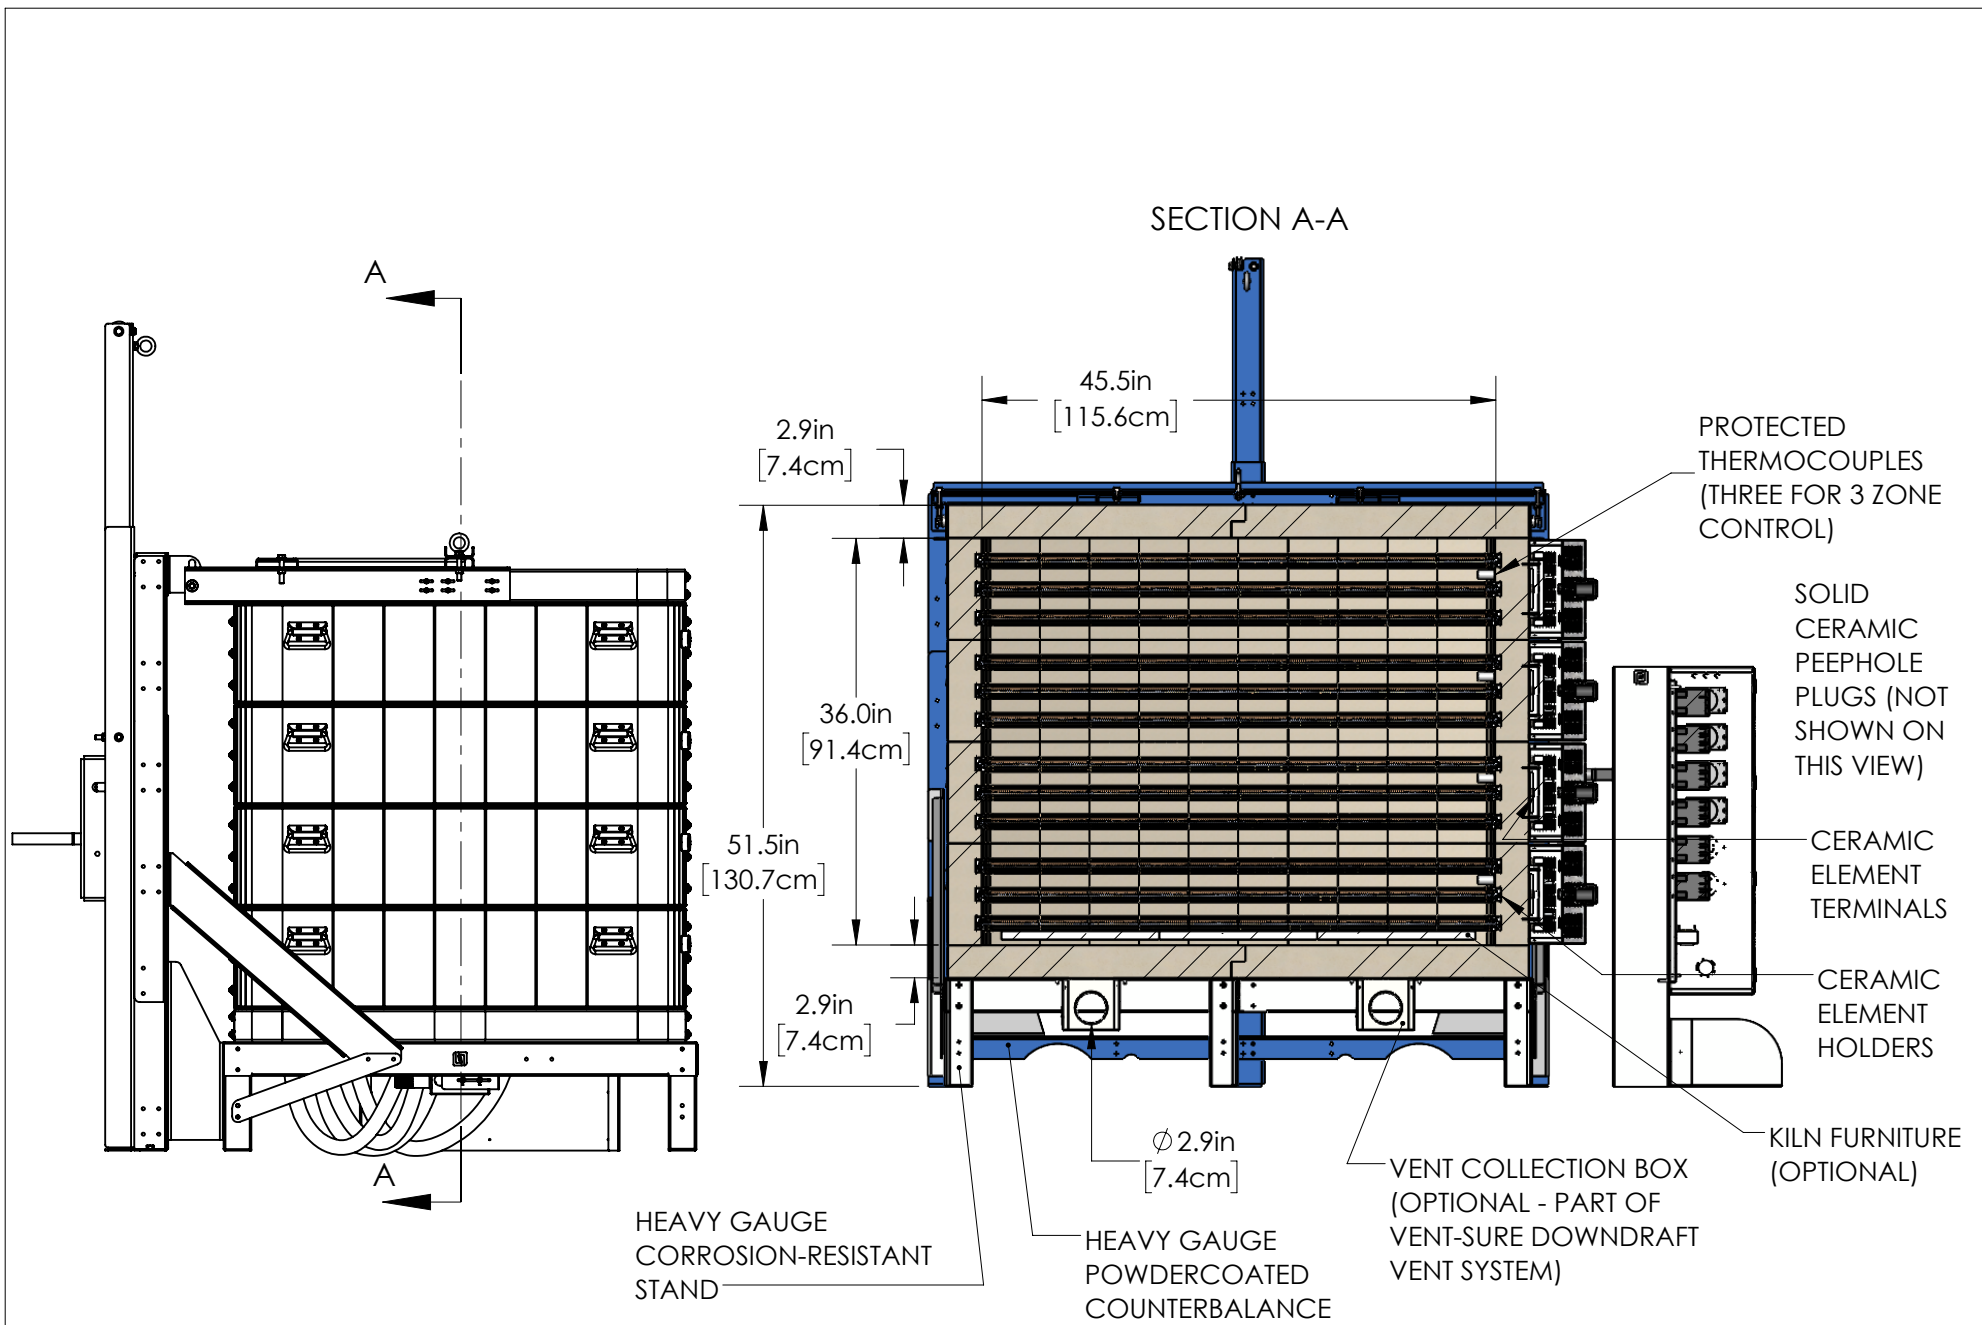 SECTION A-A
A
A
45.5in
[115.6cm]
2.9in
[7.4cm]
36.0in
[91.4cm]
51.5in
[130.7cm]
2.9in
[7.4cm]
Ø2.9in
[7.4cm]
PROTECTED
THERMOCOUPLES
(THREE FOR 3 ZONE
CONTROL)
SOLID
CERAMIC
PEEPHOLE
PLUGS (NOT
SHOWN ON
THIS VIEW)
CERAMIC
ELEMENT
TERMINALS
CERAMIC
ELEMENT
HOLDERS
KILN FURNITURE
(OPTIONAL)
VENT COLLECTION BOX
(OPTIONAL - PART OF
VENT-SURE DOWNDRAFT
VENT SYSTEM)
HEAVY GAUGE
POWDERCOATED
COUNTERBALANCE
HEAVY GAUGE
CORROSION-RESISTANT
STAND